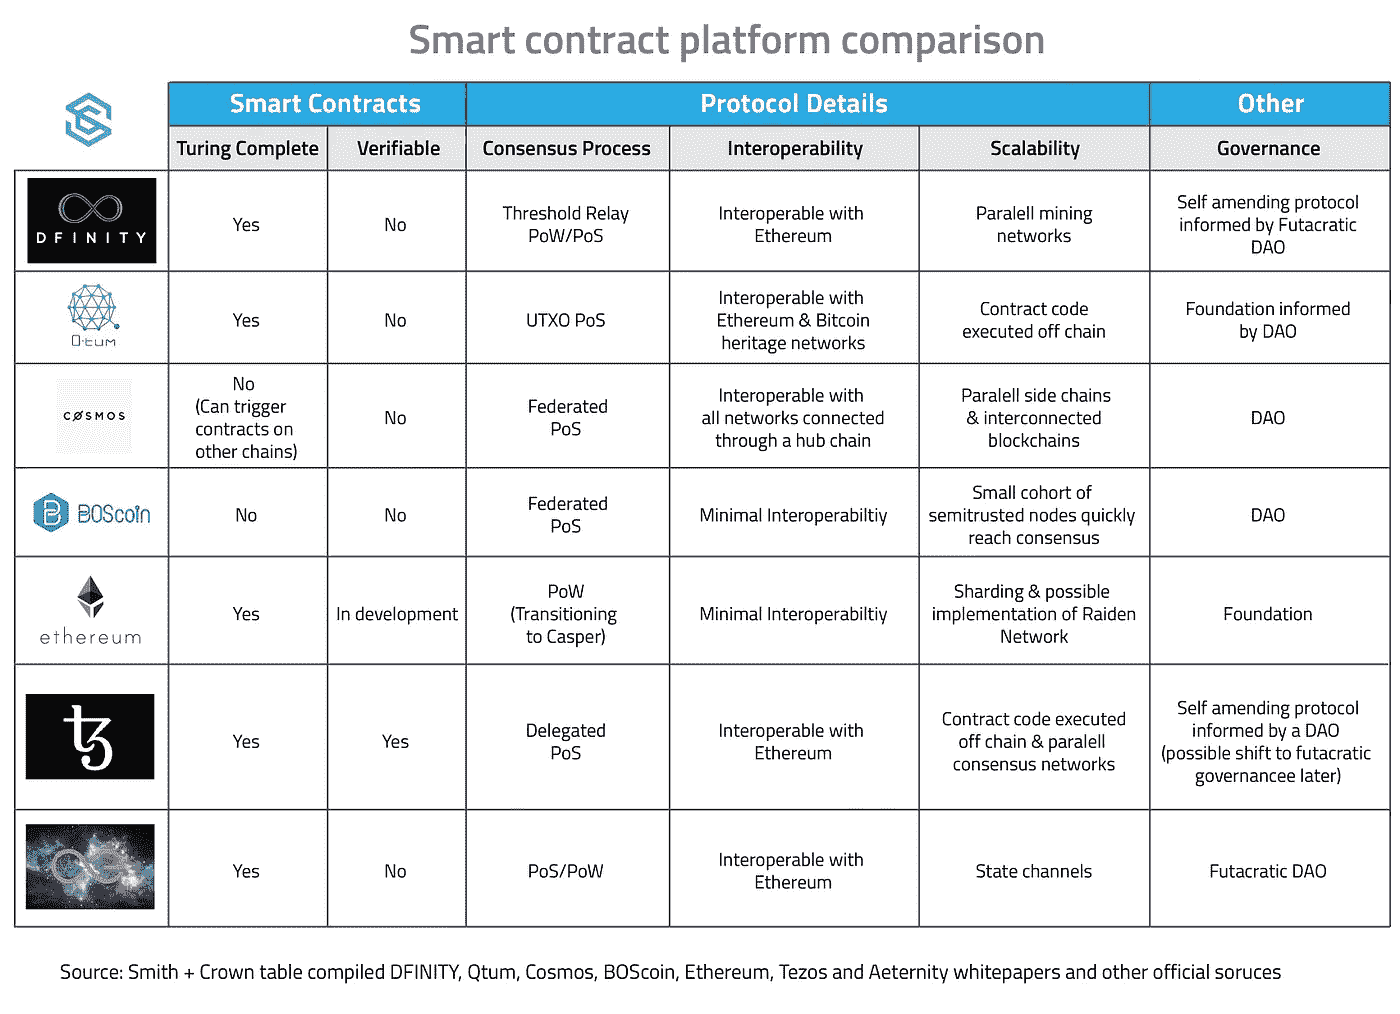 Smart contract platform comparison
Smart Contracts
Protocol Details
Other
Turing Complete
Verifiable
Consensus Process
Interoperability
Scalability
Governance
DFINITY
Yes
No
Threshold Relay
PoW/PoS
Interoperable with
Ethereum
Paralell mining
networks
Self amending protocol
informed by Futacratic
DAO
Qtum
Yes
No
UTXO PoS
Interoperable with
Ethereum & Bitcoin
heritage networks
Contract code
executed off chain
Foundation informed
by DAO
COSMOS
No
(Can trigger
contracts on
other chains)
No
Federated
PoS
Interoperable with
all networks connected
through a hub chain
Paralell side chains
& interconnected
blockchains
DAO
BOScoin
No
No
Federated
PoS
Minimal Interoperabiltiy
Small cohort of
semitrusted nodes quickly
reach consensus
DAO
ethereum
Yes
In development
PoW
(Transitioning
to Casper)
Minimal Interoperabiltiy
Sharding & possible
implementation of Raiden
Network
Foundation
Yes
Yes
Delegated
PoS
Interoperable with
Ethereum
Contract code executed
off chain & paralell
consensus networks
Self amending protocol
informed by a DAO
(possible shift to futacratic
governancee later)
Yes
No
PoS/PoW
Interoperable with
Ethereum
State channels
Futacratic DAO
Source: Smith + Crown table compiled DFINITY, Qtum, Cosmos, BOScoin, Ethereum, Tezos and Aeternity whitepapers and other official soruces